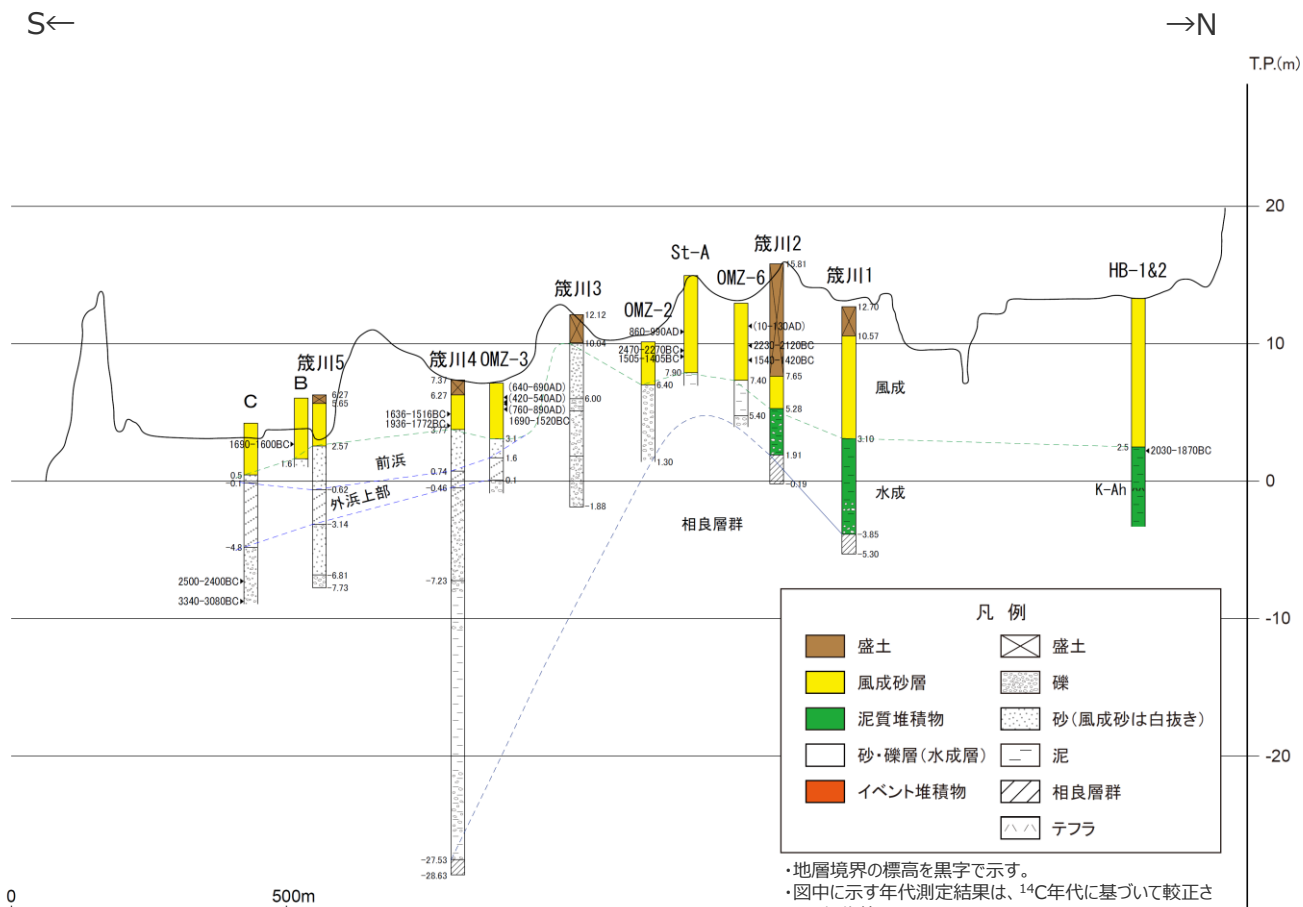 S← →N
T.P.(m)
20
10
0
-10
-20
C
1690-1600BC
0.5
-0.1
-4.8
2500-2400BC
3340-3080BC
B
1.6
筬川5
6.27
5.65
2.57
-0.62
-3.14
-6.81
-7.73
筬川4
7.37
6.27
1636-1516BC
1936-1772BC
3.77
0.74
-0.46
-7.23
-27.53
-28.63
OMZ-3
(640-690AD)
(420-540AD)
(760-890AD)
1690-1520BC
3.1
1.6
0.1
前浜
外浜上部
筬川3
12.12
10.04
6.00
-1.88
OMZ-2
6.40
1.30
St-A
860-990AD
2470-2270BC
1505-1405BC
7.90
OMZ-6
(10-130AD)
2230-2120BC
1540-1420BC
7.40
5.40
筬川2
15.81
7.65
5.28
1.91
-0.19
筬川1
12.70
10.57
3.10
-3.85
-5.30
風成
水成
相良層群
HB-1&2
2.5
2030-1870BC
K-Ah
凡 例
盛土 盛土
風成砂層 礫
泥質堆積物 砂(風成砂は白抜き)
砂・礫層(水成層) 泥
イベント堆積物 相良層群
テフラ
・地層境界の標高を黒字で示す。
・図中に示す年代測定結果は、¹⁴C年代に基づいて較正さ
0 500m